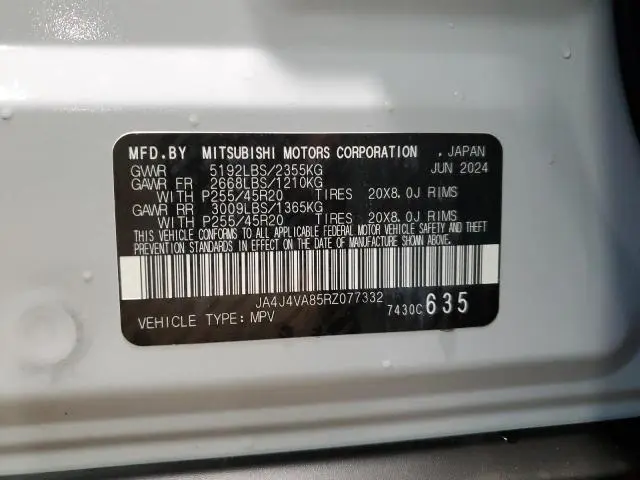 MFD.BY MITSUBISHI MOTORS CORPORATION . JAPAN
GVWR 5192LBS/2355KG JUN 2024
GAWR FR 2668LBS/1210KG
WITH P255/45R20 TIRES 20X8.0J RIMS
GAWR RR 3009LBS/1365KG
WITH P255/45R20 TIRES 20X8.0J RIMS
THIS VEHICLE CONFORMS TO ALL APPLICABLE FEDERAL MOTOR VEHICLE SAFETY AND THEFT
PREVENTION STANDARDS IN EFFECT ON THE DATE OF MANUFACTURE SHOWN ABOVE.
JA4J4VA85RZ077332
VEHICLE TYPE: MPV 7430C 635